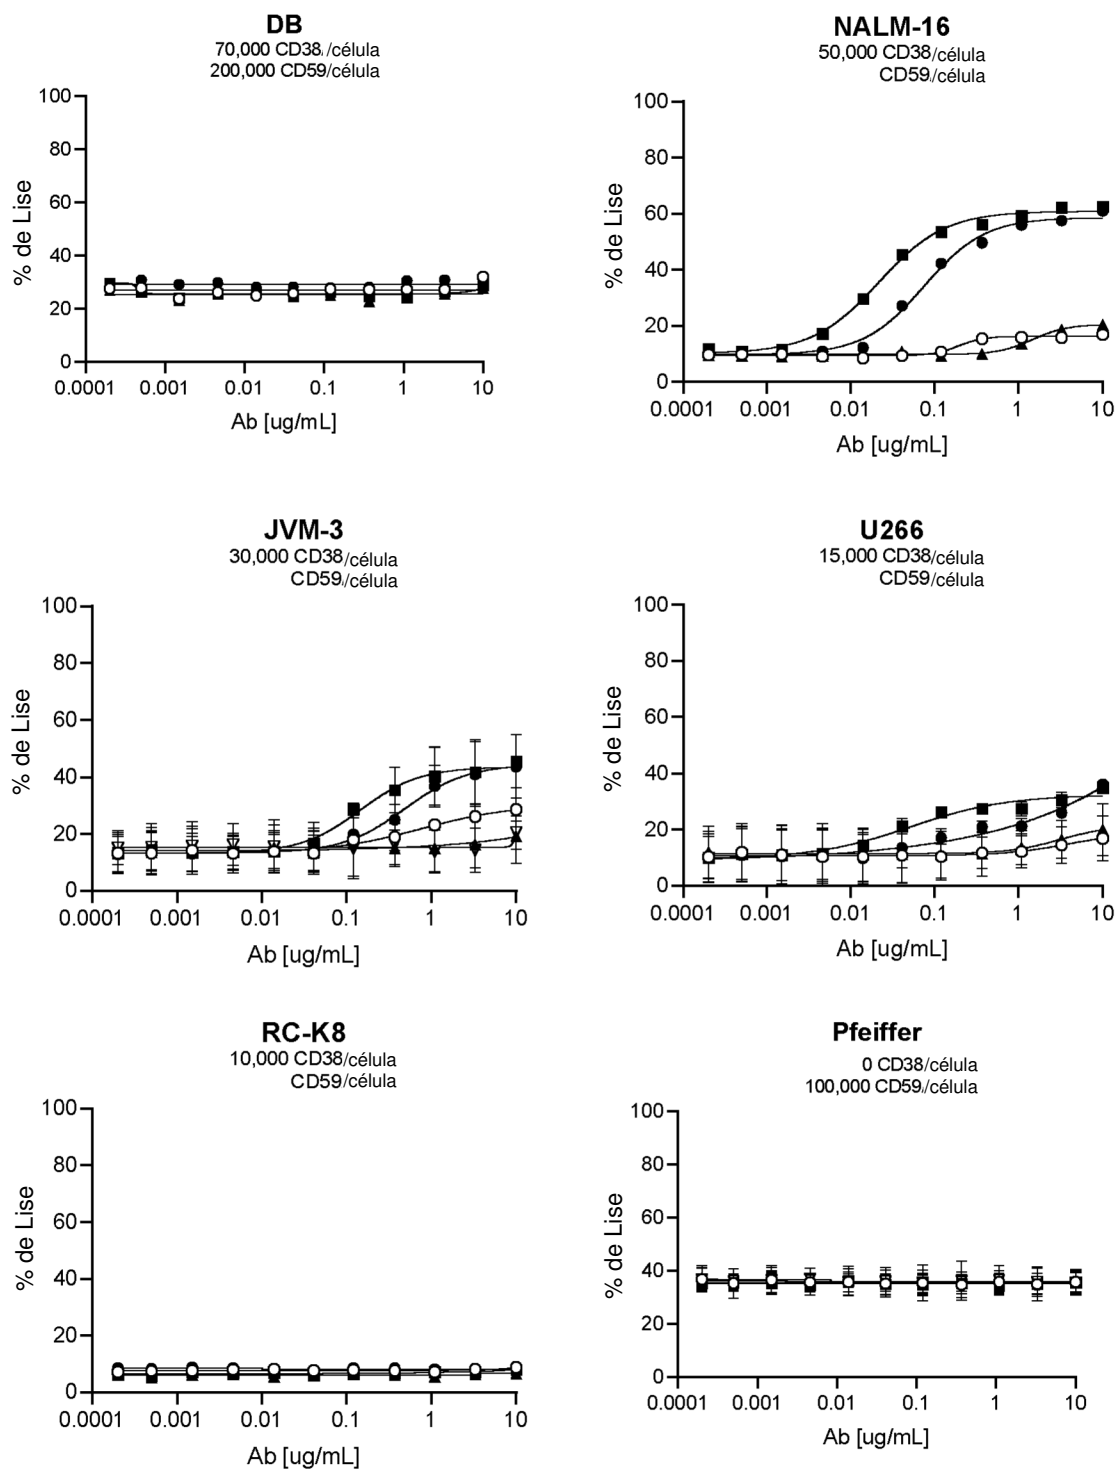 DB
70,000 CD38/célula
200,000 CD59/célula
100
80
60
40
20
0
% de Lise
0.0001 0.001 0.01 0.1 1 10
Ab [ug/mL]
NALM-16
50,000 CD38/célula
CD59/célula
100
80
60
40
20
0
% de Lise
0.0001 0.001 0.01 0.1 1 10
Ab [ug/mL]
JVM-3
30,000 CD38/célula
CD59/célula
100
80
60
40
20
0
% de Lise
0.0001 0.001 0.01 0.1 1 10
Ab [ug/mL]
U266
15,000 CD38/célula
CD59/célula
100
80
60
40
20
0
% de Lise
0.0001 0.001 0.01 0.1 1 10
Ab [ug/mL]
RC-K8
10,000 CD38/célula
CD59/célula
100
80
60
40
20
0
% de Lise
0.0001 0.001 0.01 0.1 1 10
Ab [ug/mL]
Pfeiffer
0 CD38/célula
100,000 CD59/célula
100
80
60
40
20
0
% de Lise
0.0001 0.001 0.01 0.1 1 10
Ab [ug/mL]